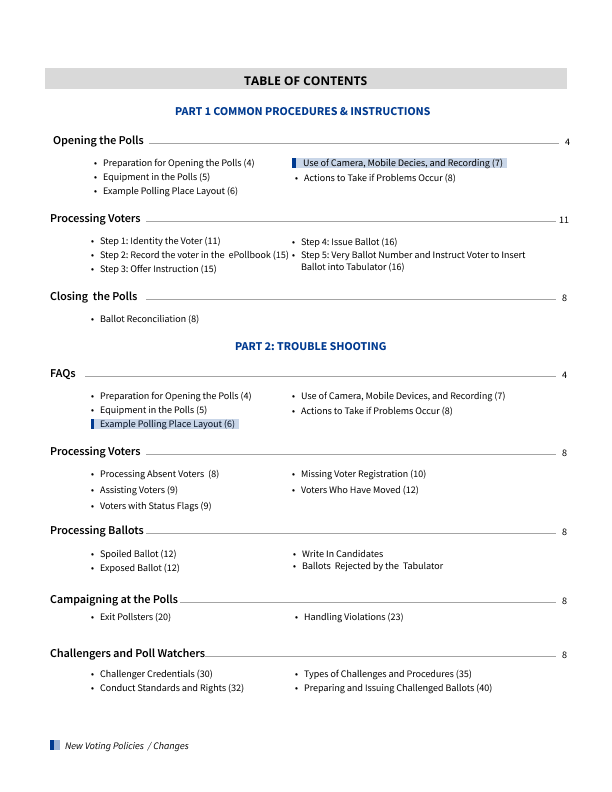 TABLE OF CONTENTS
PART 1 COMMON PROCEDURES & INSTRUCTIONS
Opening the Polls 4
• Preparation for Opening the Polls (4)
• Equipment in the Polls (5)
• Example Polling Place Layout (6)
Use of Camera, Mobile Decies, and Recording (7)
• Actions to Take if Problems Occur (8)
Processing Voters 11
• Step 1: Identity the Voter (11)
• Step 2: Record the voter in the ePollbook (15)
• Step 3: Offer Instruction (15)
• Step 4: Issue Ballot (16)
• Step 5: Very Ballot Number and Instruct Voter to Insert
Ballot into Tabulator (16)
Closing the Polls 8
• Ballot Reconciliation (8)
PART 2: TROUBLE SHOOTING
FAQs 4
• Preparation for Opening the Polls (4)
• Equipment in the Polls (5)
Example Polling Place Layout (6)
• Use of Camera, Mobile Devices, and Recording (7)
• Actions to Take if Problems Occur (8)
Processing Voters 8
• Processing Absent Voters (8)
• Assisting Voters (9)
• Voters with Status Flags (9)
• Missing Voter Registration (10)
• Voters Who Have Moved (12)
Processing Ballots 8
• Spoiled Ballot (12)
• Exposed Ballot (12)
• Write In Candidates
• Ballots Rejected by the Tabulator
Campaigning at the Polls 8
• Exit Pollsters (20)
• Handling Violations (23)
Challengers and Poll Watchers 8
• Challenger Credentials (30)
• Conduct Standards and Rights (32)
• Types of Challenges and Procedures (35)
• Preparing and Issuing Challenged Ballots (40)
New Voting Policies / Changes